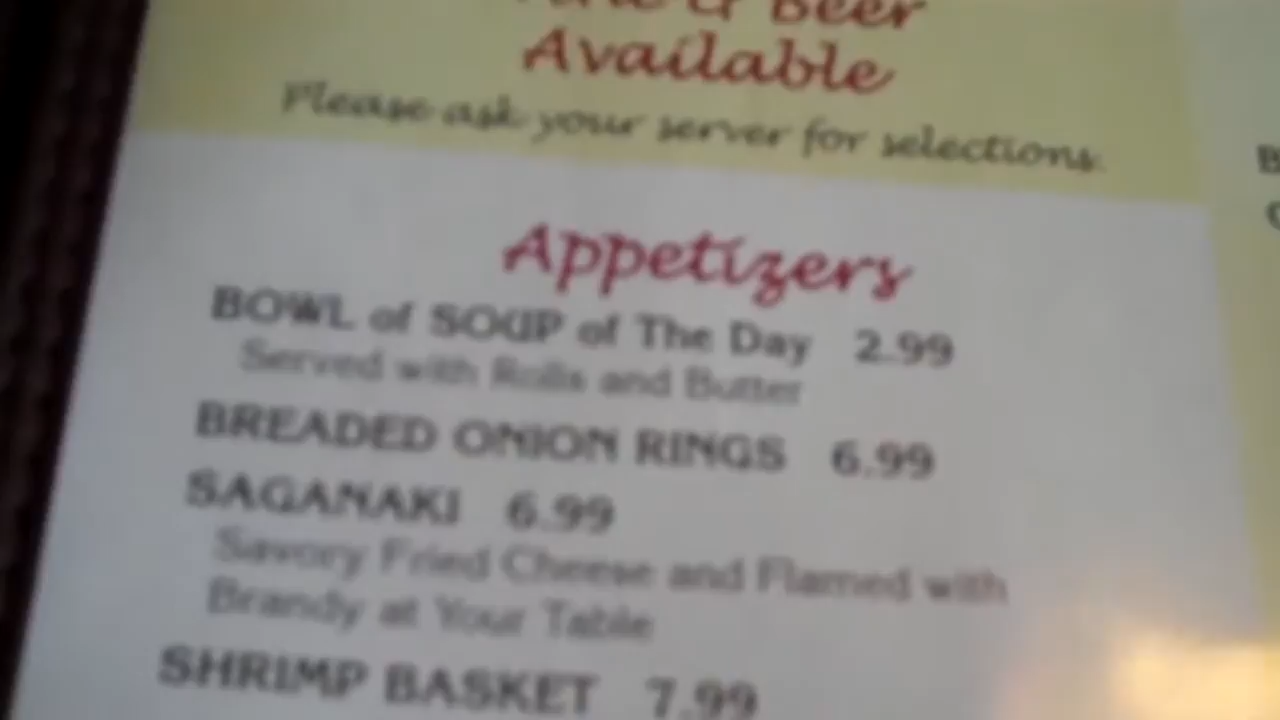 & Beer
Available
Please ask your server for selections.
Appetizers
BOWL of SOUP of The Day 2.99
Served with Rolls and Butter
BREADED ONION RINGS 6.99
SAGANAKI 6.99
Savory Fried Cheese and Flamed with
Brandy at Your Table
SHRIMP BASKET 7.99